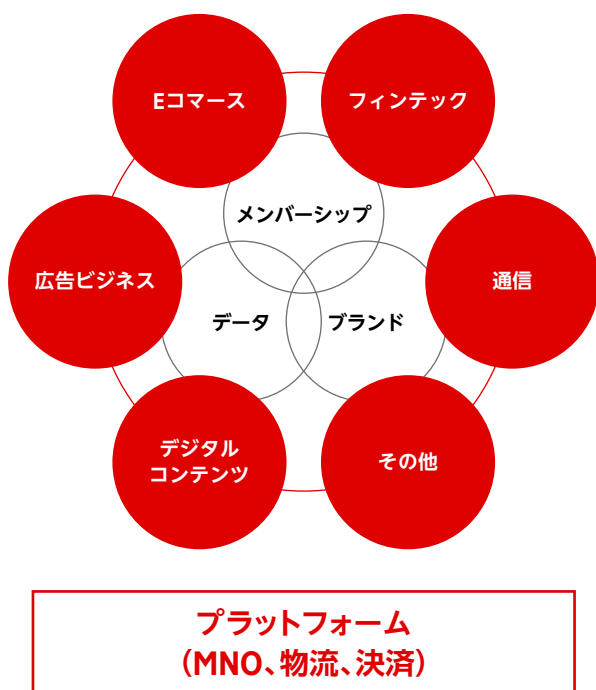 Eコマース
フィンテック
メンバーシップ
広告ビジネス
通信
データ
ブランド
デジタル
コンテンツ
その他
プラットフォーム
(MNO、物流、決済)